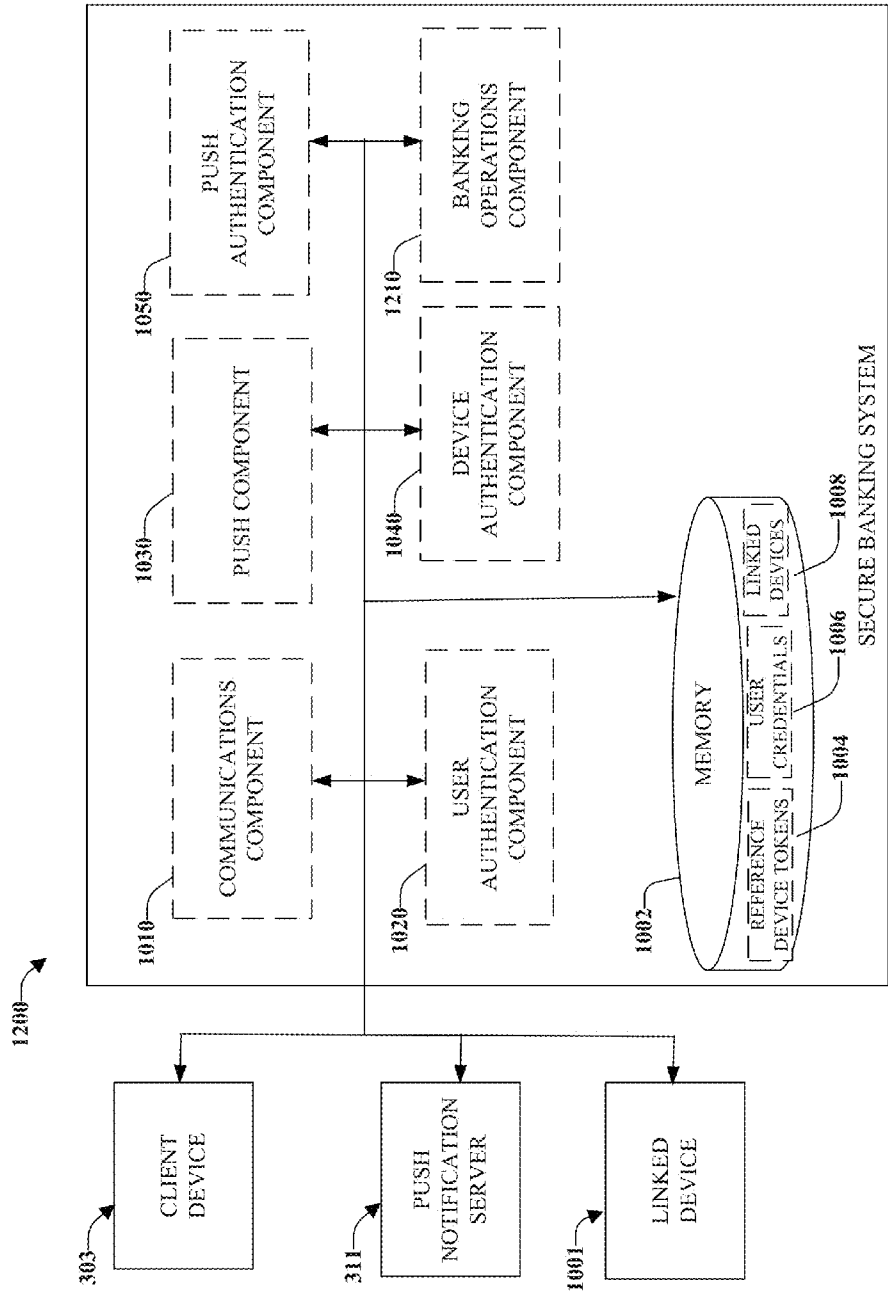 1200
303
CLIENT
DEVICE
311
PUSH
NOTIFICATION
SERVER
1001
LINKED
DEVICE
1010
COMMUNICATIONS
COMPONENT
1030
PUSH COMPONENT
1050
PUSH
AUTHENTICATION
COMPONENT
1020
USER
AUTHENTICATION
COMPONENT
1040
DEVICE
AUTHENTICATION
COMPONENT
1210
BANKING
OPERATIONS
COMPONENT
1002
MEMORY
REFERENCE
DEVICE TOKENS
1004
USER
CREDENTIALS
1006
LINKED
DEVICES
1008
SECURE BANKING SYSTEM